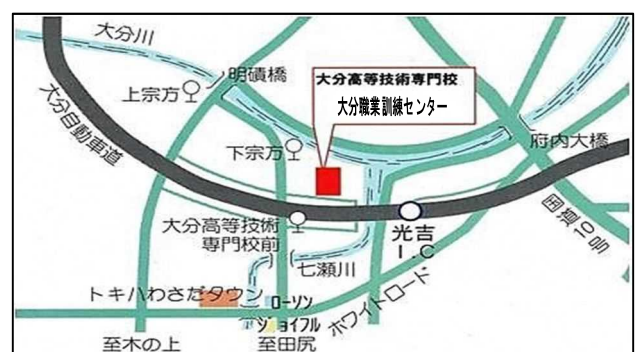 大分川
明磧橋
上宗方
大分高等技術専門校
大分職業訓練センター
大分自動車道
下宗方
府内大橋
大分高等技術
専門校前
光吉
I.C
国道10号
七瀬川
トキハわさだタウン
ローソン
ジョイフル
ホワイトロード
至木の上
至田尻